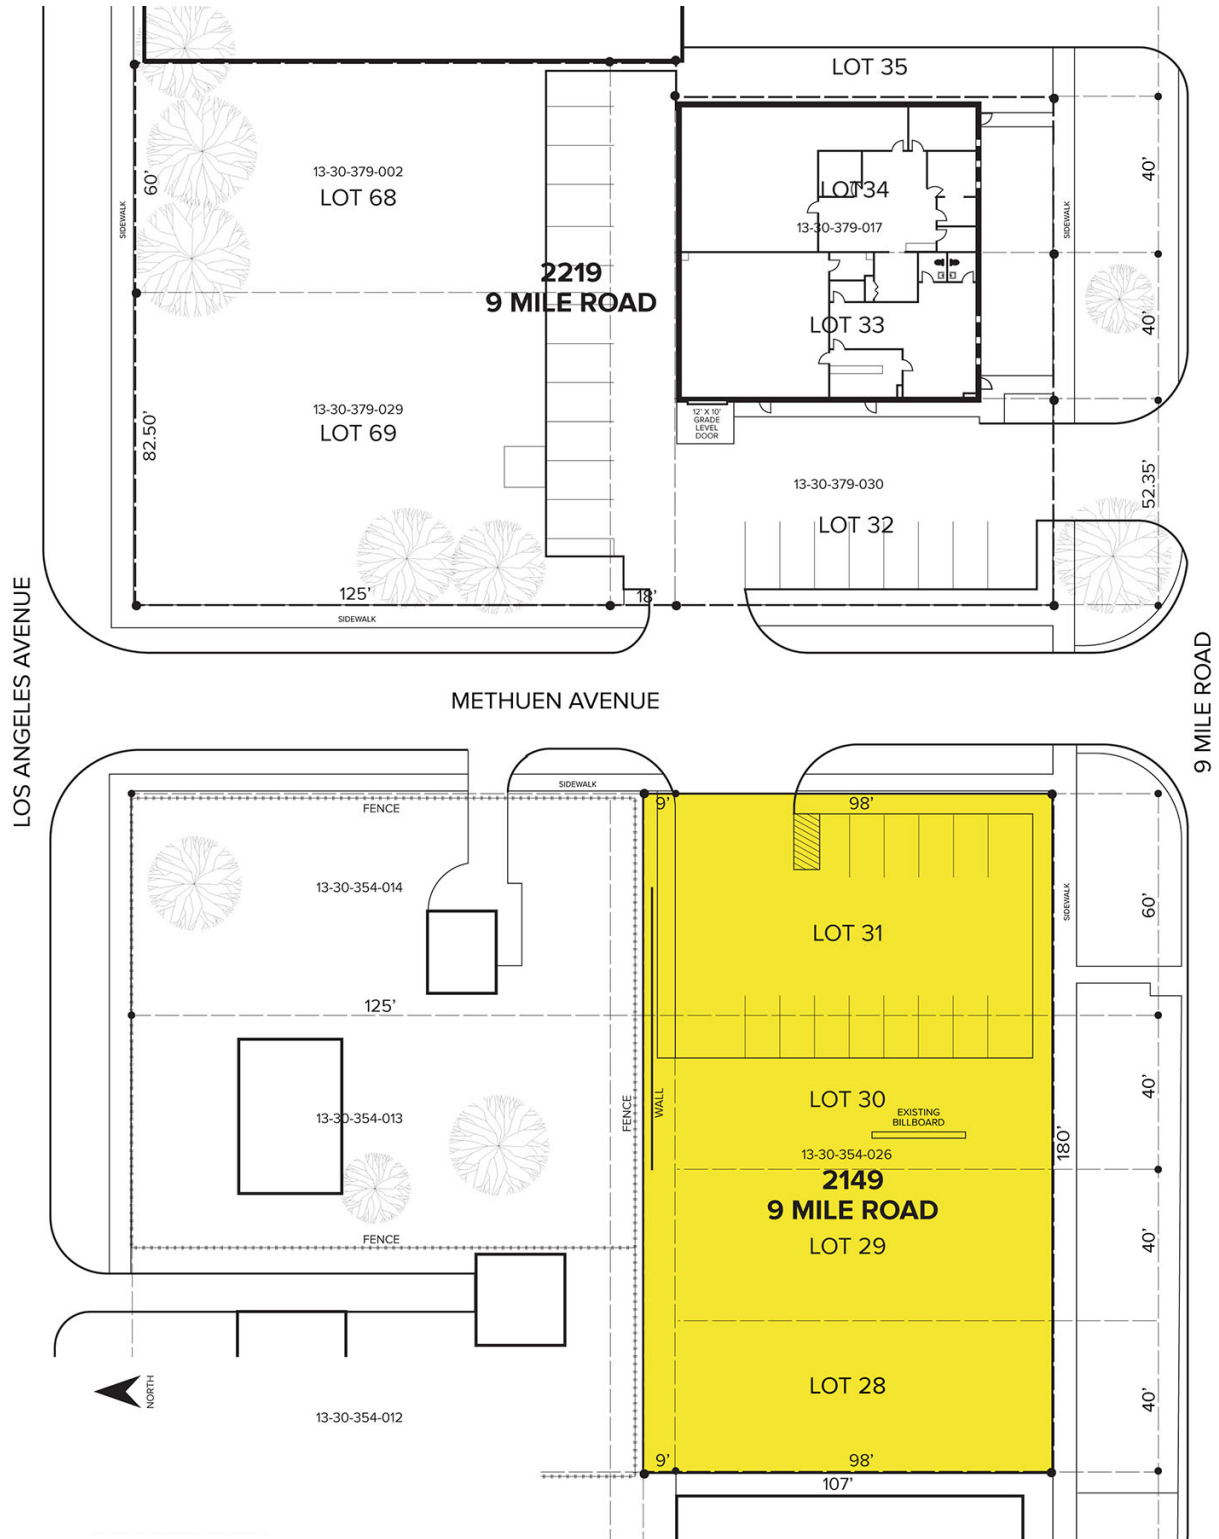 LOT 35
13-30-379-002
LOT 68
60'
SIDEWALK
LOT 34
13-30-379-017
40'
SIDEWALK
2219
9 MILE ROAD
LOT 33
40'
13-30-379-029
LOT 69
82.50'
12' X 10'
GRADE
LEVEL
DOOR
13-30-379-030
LOT 32
52.35'
125'
18'
SIDEWALK
LOS ANGELES AVENUE
METHUEN AVENUE
9 MILE ROAD
SIDEWALK
FENCE
9'
98'
13-30-354-014
SIDEWALK
60'
LOT 31
125'
LOT 30
EXISTING
BILLBOARD
40'
FENCE
WALL
13-30-354-013
180'
13-30-354-026
2149
9 MILE ROAD
LOT 29
40'
FENCE
LOT 28
40'
NORTH
13-30-354-012
9'
98'
107'